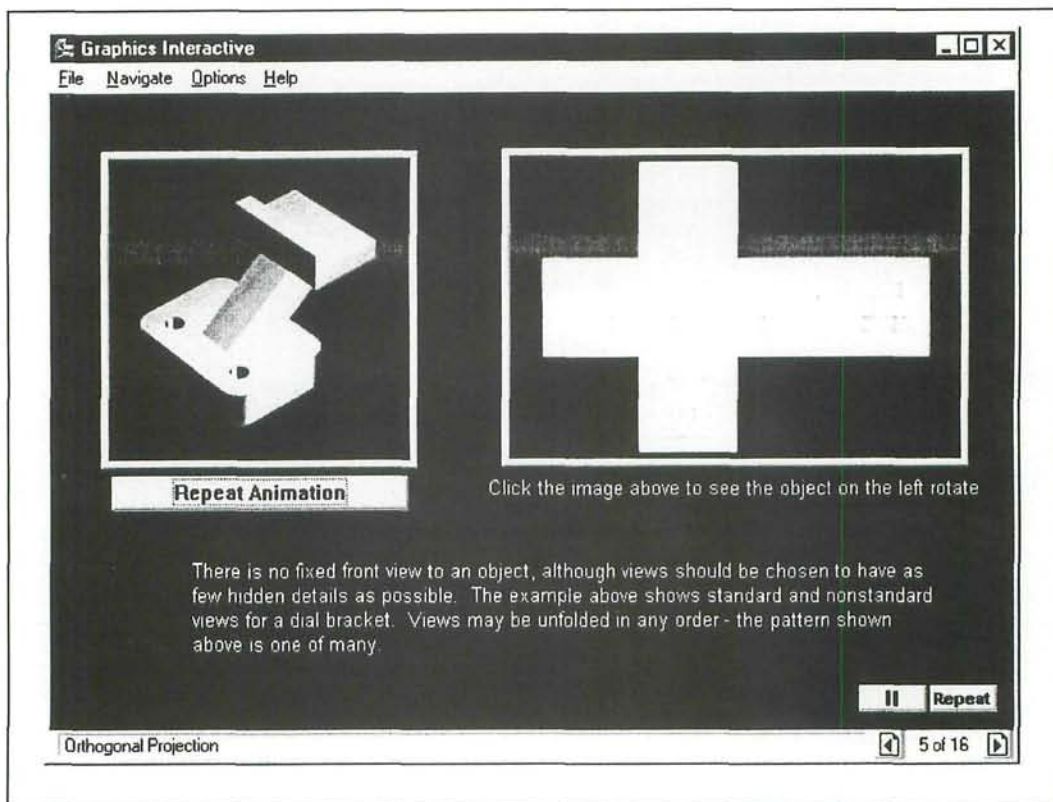 Graphics Interactive
File Navigate Options Help
Repeat Animation
Click the image above to see the object on the left rotate
There is no fixed front view to an object, although views should be chosen to have as
few hidden details as possible. The example above shows standard and nonstandard
views for a dial bracket. Views may be unfolded in any order - the pattern shown
above is one of many.
Repeat
Orthogonal Projection
5 of 16